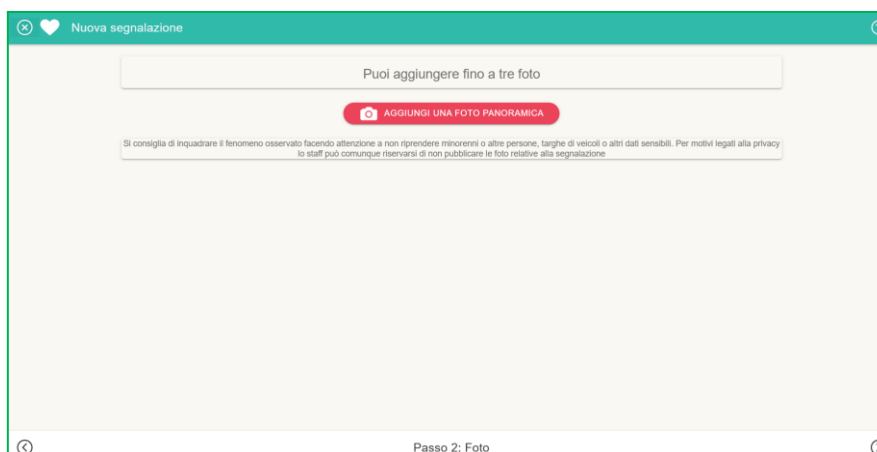 Nuova segnalazione
Puoi aggiungere fino a tre foto
AGGIUNGI UNA FOTO PANORAMICA
Si consiglia di inquadrare il fenomeno osservato facendo attenzione a non riprendere minorenni o altre persone, targhe di veicoli o altri dati sensibili. Per motivi legati alla privacy
lo staff può comunque riservarsi di non pubblicare le foto relative alla segnalazione
Passo 2: Foto